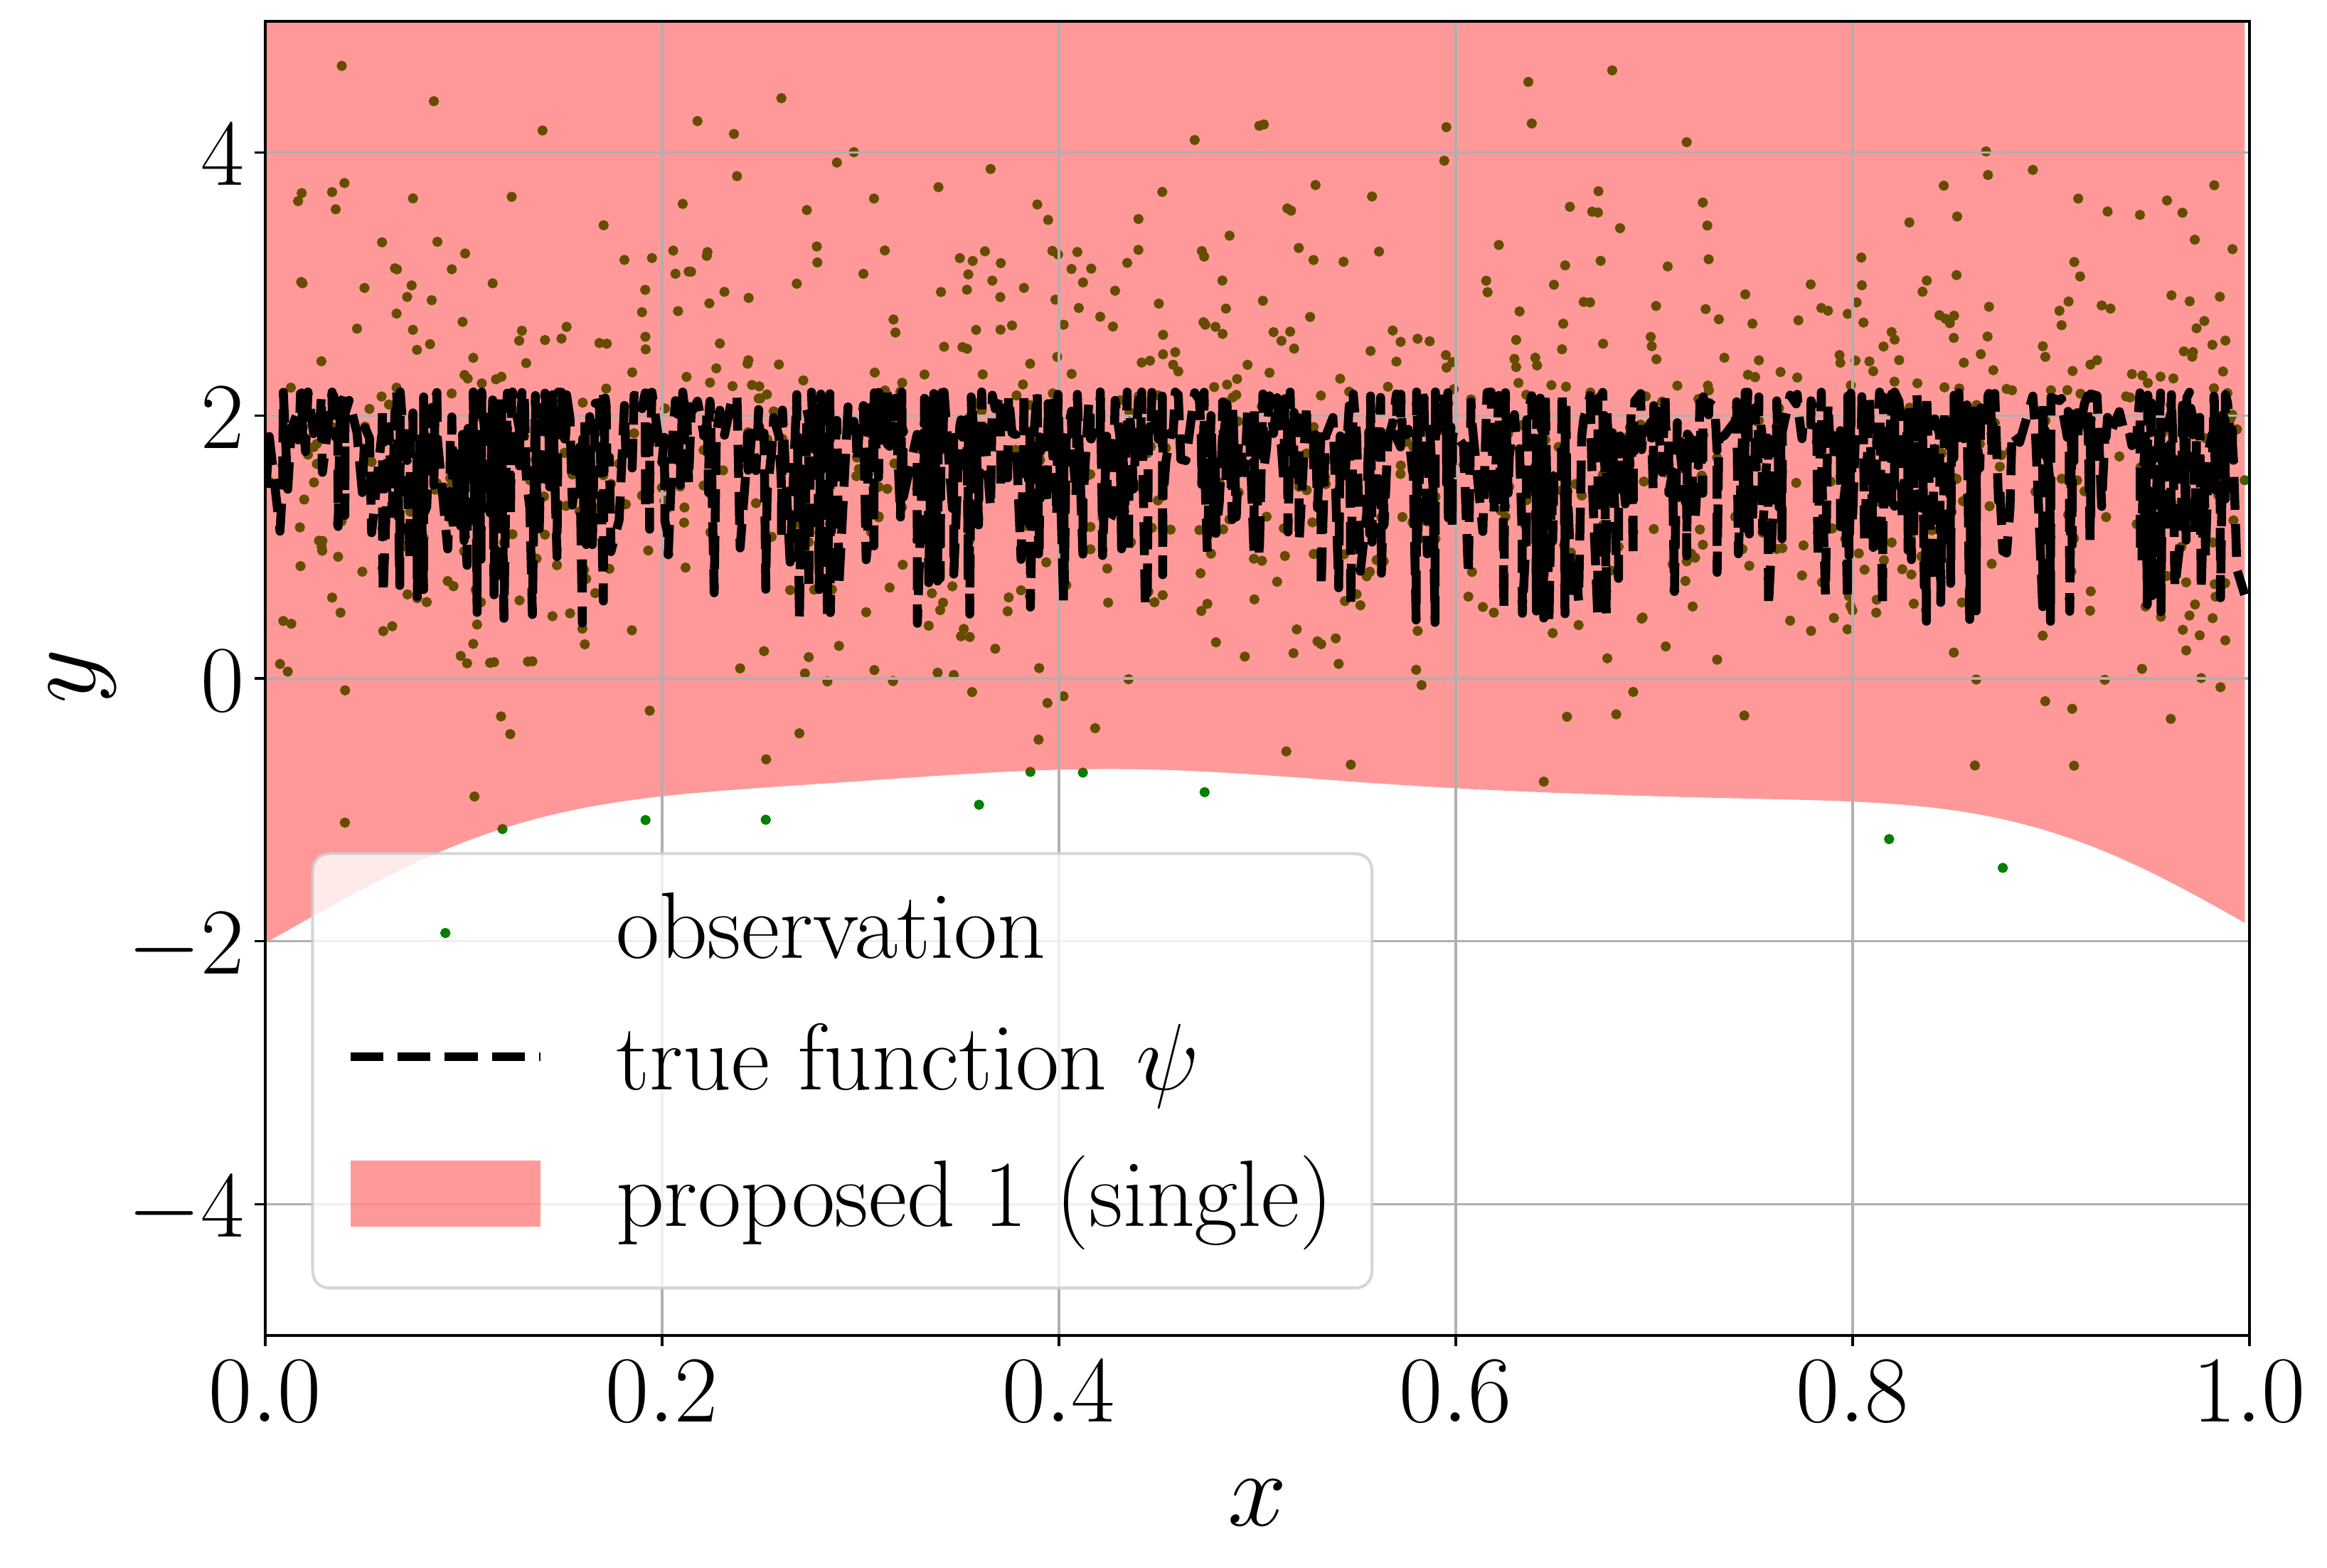 4
2
0
−2
−4
y
observation
true function ψ
proposed 1 (single)
0.0 0.2 0.4 0.6 0.8 1.0
x